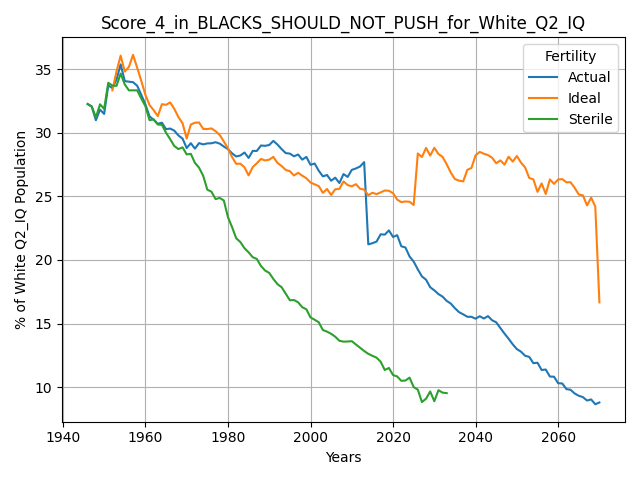 Score_4_in_BLACKS_SHOULD_NOT_PUSH_for_White_Q2_IQ
Fertility
Actual
Ideal
Sterile
% of White Q2_IQ Population
35
30
25
20
15
10
1940 1960 1980 2000 2020 2040 2060
Years